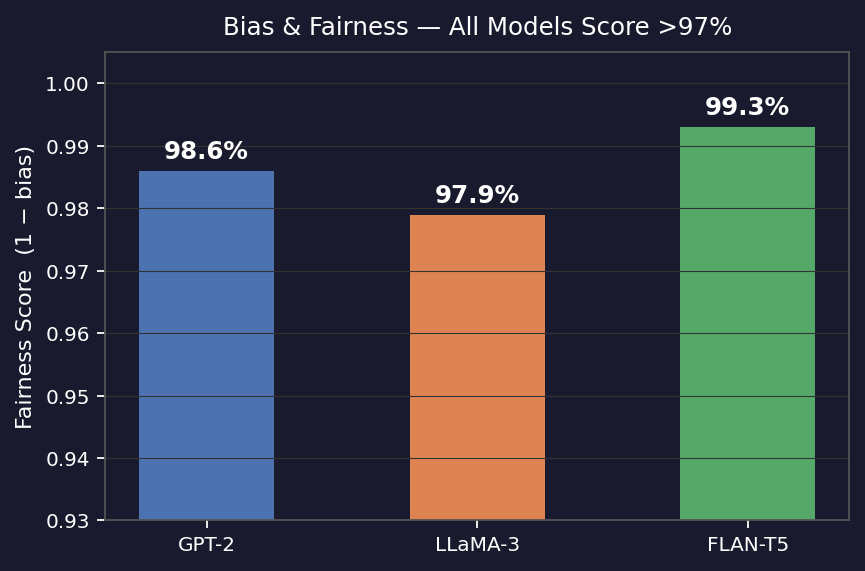 Bias & Fairness — All Models Score >97%
Fairness Score (1 − bias)
1.00
0.99
0.98
0.97
0.96
0.95
0.94
0.93
98.6%
97.9%
99.3%
GPT-2
LLaMA-3
FLAN-T5